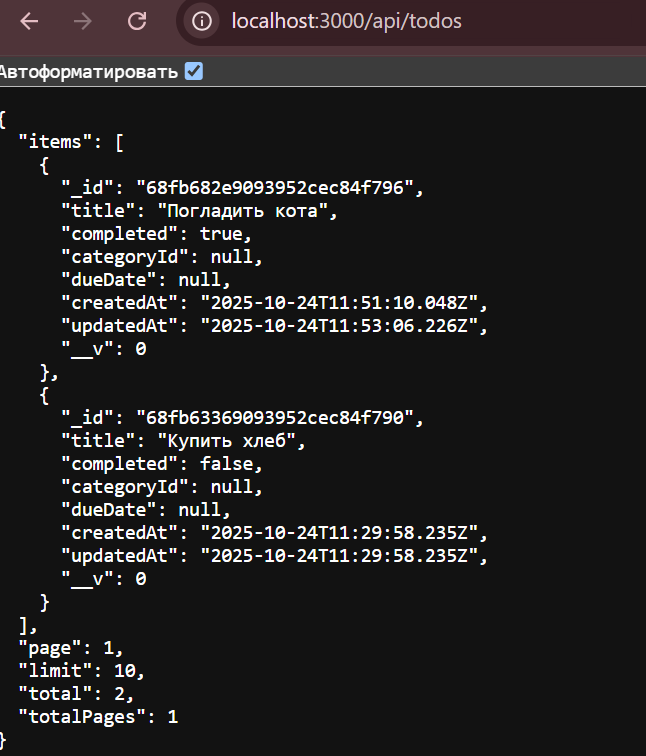 localhost:3000/api/todos
Автоформатировать
{
  "items": [
    {
      "_id": "68fb682e9093952cec84f796",
      "title": "Погладить кота",
      "completed": true,
      "categoryId": null,
      "dueDate": null,
      "createdAt": "2025-10-24T11:51:10.048Z",
      "updatedAt": "2025-10-24T11:53:06.226Z",
      "__v": 0
    },
    {
      "_id": "68fb63369093952cec84f790",
      "title": "Купить хлеб",
      "completed": false,
      "categoryId": null,
      "dueDate": null,
      "createdAt": "2025-10-24T11:29:58.235Z",
      "updatedAt": "2025-10-24T11:29:58.235Z",
      "__v": 0
    }
  ],
  "page": 1,
  "limit": 10,
  "total": 2,
  "totalPages": 1
}